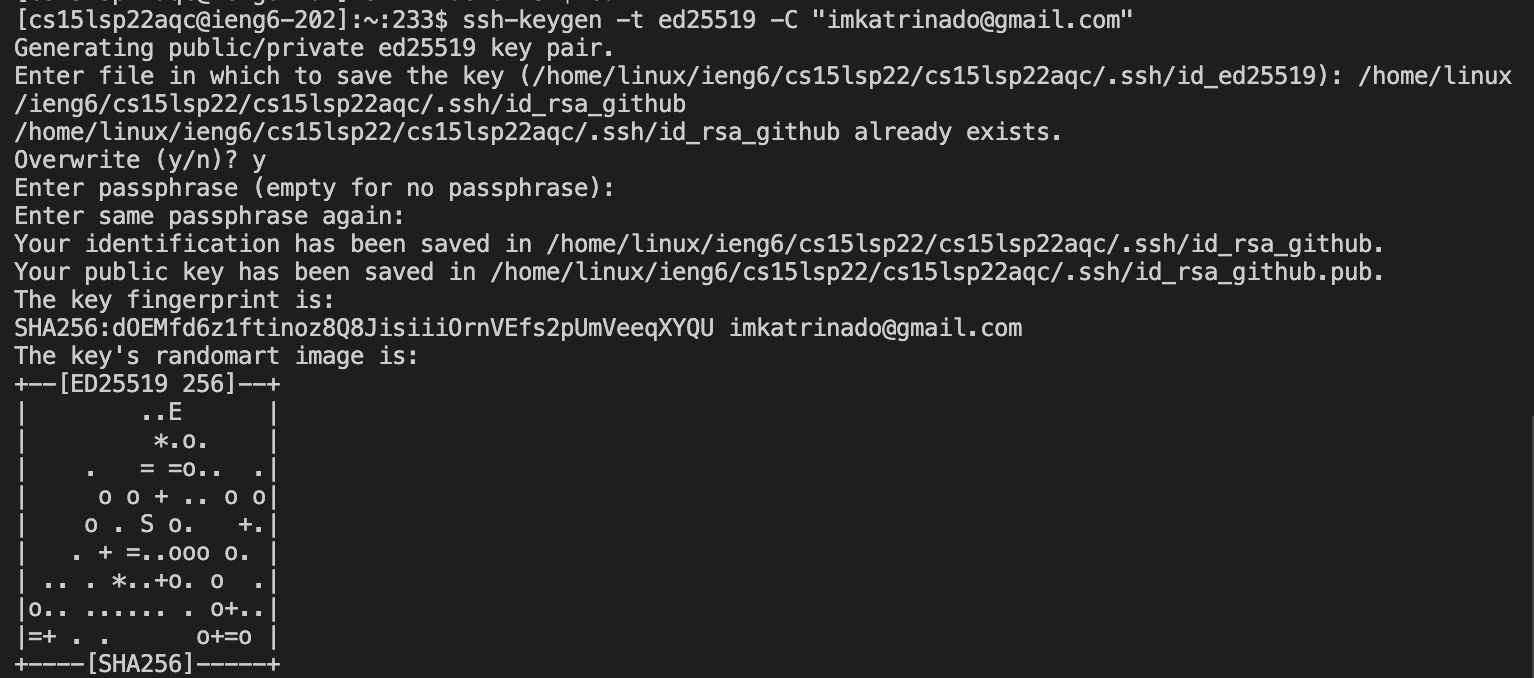 [cs15lsp22aqc@ieng6-202]:~:233$ ssh-keygen -t ed25519 -C "imkatrinado@gmail.com"
Generating public/private ed25519 key pair.
Enter file in which to save the key (/home/linux/ieng6/cs15lsp22/cs15lsp22aqc/.ssh/id_ed25519): /home/linux
/ieng6/cs15lsp22/cs15lsp22aqc/.ssh/id_rsa_github
/home/linux/ieng6/cs15lsp22/cs15lsp22aqc/.ssh/id_rsa_github already exists.
Overwrite (y/n)? y
Enter passphrase (empty for no passphrase):
Enter same passphrase again:
Your identification has been saved in /home/linux/ieng6/cs15lsp22/cs15lsp22aqc/.ssh/id_rsa_github.
Your public key has been saved in /home/linux/ieng6/cs15lsp22/cs15lsp22aqc/.ssh/id_rsa_github.pub.
The key fingerprint is:
SHA256:dOEMfd6z1ftinoz8Q8JisiiiOrnVEfs2pUmVeeqXYQU imkatrinado@gmail.com
The key's randomart image is:
+--[ED25519 256]--+
|        ..E      |
|         *.o.    |
|    .   = =o..  .|
|     o o + .. o o|
|    o . S o.   +.|
|   . + =..ooo o. |
| .. . *..+o. o  .|
|o.. ...... . o+..|
|=+ . .      o+=o |
+----[SHA256]-----+